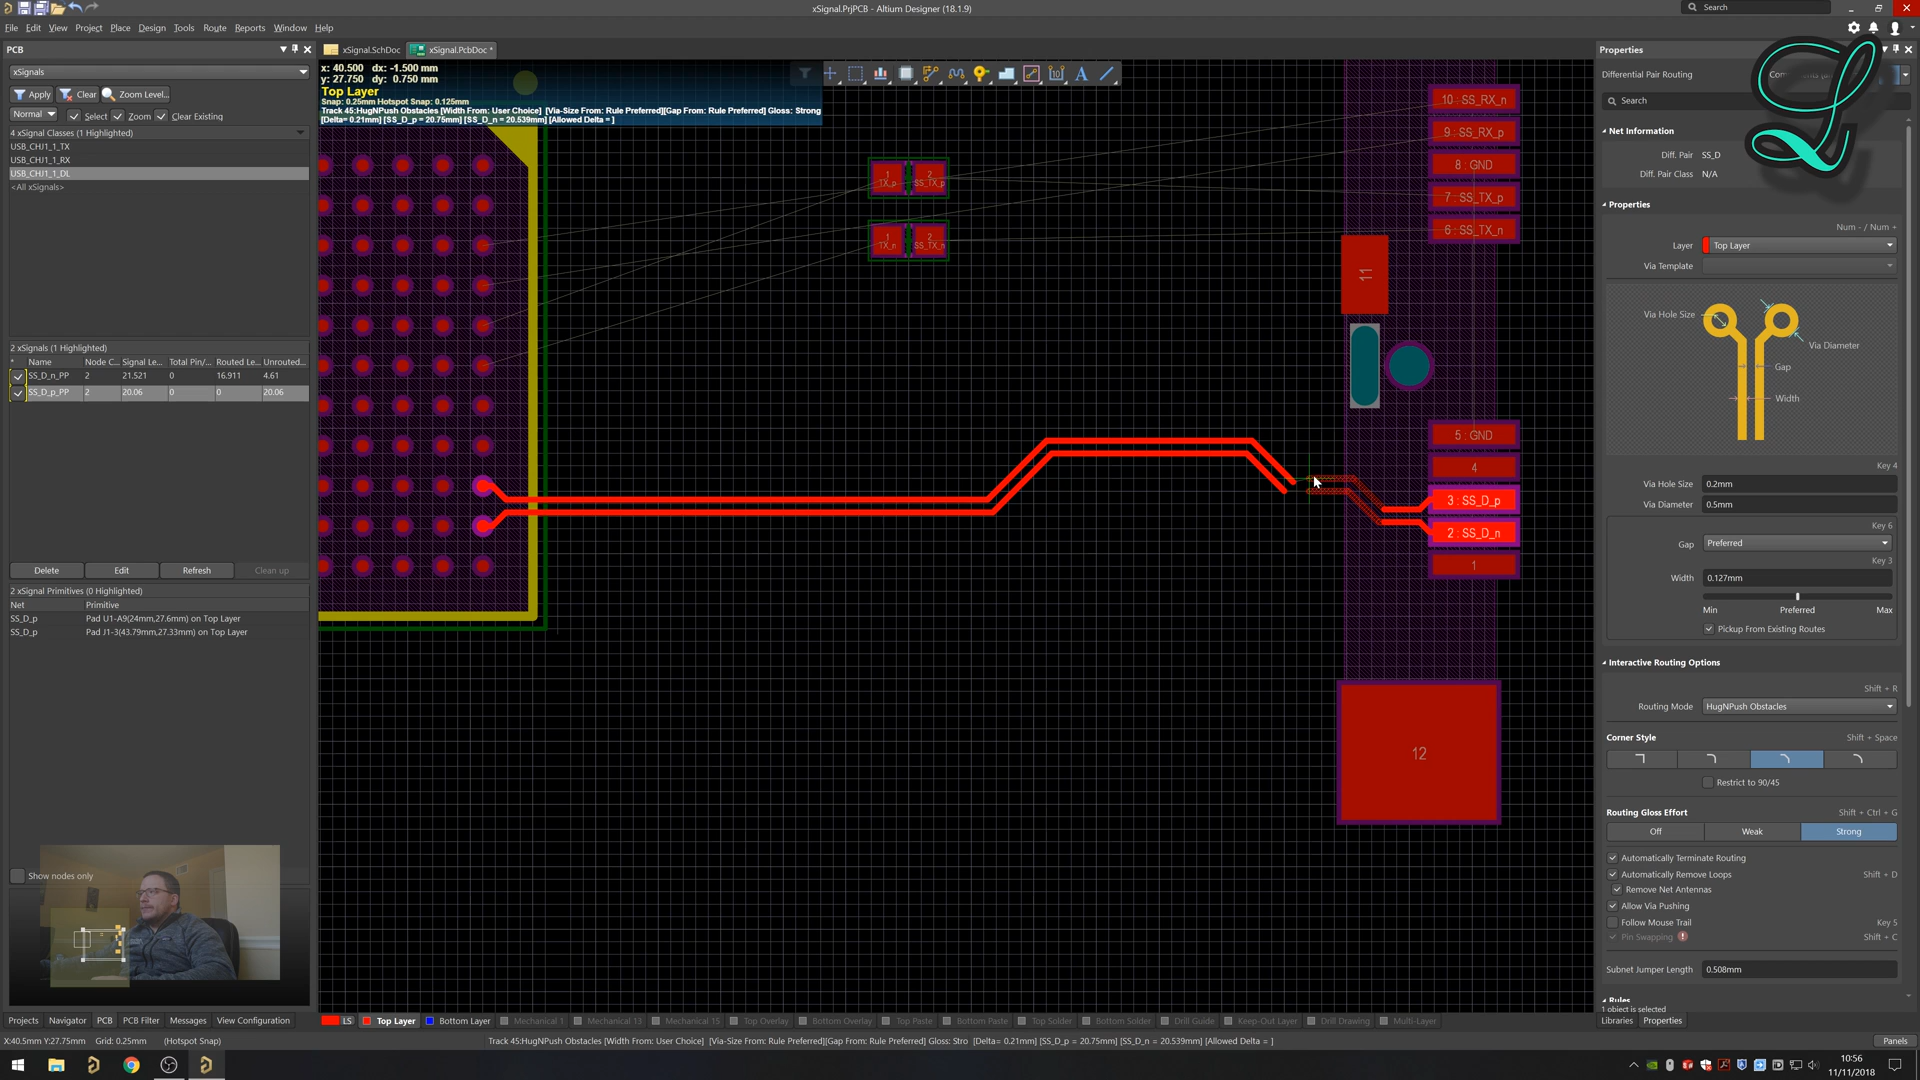 xSignal.PrjPCB - Altium Designer (18.1.9)
Search
File Edit View Project Place Design Tools Route Reports Window Help
PCB
xSignal.SchDoc
xSignal.PcbDoc *
Properties
xSignals
x: 40.500 dx: -1.500 mm
y: 27.750 dy: 0.750 mm
Top Layer
Snap: 0.25mm Hotspot Snap: 0.125mm
Track 45:HugNPush Obstacles [Width From: User Choice] [Via-Size From: Rule Preferred][Gap From: Rule Preferred] Gloss: Strong
[Delta= 0.21mm] [SS_D_p = 20.75mm] [SS_D_n = 20.539mm] [Allowed Delta = ]
Differential Pair Routing
Apply Clear Zoom Level...
Search
Normal Select Zoom Clear Existing
4 xSignal Classes (1 Highlighted)
USB_CHJ1_1_TX
USB_CHJ1_1_RX
USB_CHJ1_1_DL
<All xSignals>
2 xSignals (1 Highlighted)
* Name Node C... Signal Le... Total Pin/... Routed Le... Unrouted...
SS_D_n_PP 2 21.521 0 16.911 4.61
SS_D_p_PP 2 20.06 0 0 20.06
Delete Edit Refresh Clean up
2 xSignal Primitives (0 Highlighted)
Net Primitive
SS_D_p Pad U1-A9(24mm,27.6mm) on Top Layer
SS_D_p Pad J1-3(43.79mm,27.33mm) on Top Layer
Show nodes only
1
TX_p
2
SS_TX_p
1
TX_n
2
SS_TX_n
10 : SS_RX_n
9 : SS_RX_p
8 : GND
7 : SS_TX_p
6 : SS_TX_n
11
5 : GND
4
3 : SS_D_p
2 : SS_D_n
1
12
Net Information
Diff. Pair SS_D
Diff. Pair Class N/A
Properties
Num - / Num +
Layer Top Layer
Via Template
Via Hole Size
Via Diameter
Gap
Width
Key 4
Via Hole Size 0.2mm
Via Diameter 0.5mm
Key 6
Gap Preferred
Key 3
Width 0.127mm
Min Preferred Max
Pickup From Existing Routes
Interactive Routing Options
Shift + R
Routing Mode HugNPush Obstacles
Corner Style Shift + Space
Restrict to 90/45
Routing Gloss Effort Shift + Ctrl + G
Off Weak Strong
Automatically Terminate Routing
Automatically Remove Loops Shift + D
Remove Net Antennas
Allow Via Pushing
Follow Mouse Trail Key 5
Pin Swapping Shift + C
Subnet Jumper Length 0.508mm
Rules
1 object is selected
Projects Navigator PCB PCB Filter Messages View Configuration
LS Top Layer Bottom Layer Mechanical 1 Mechanical 13 Mechanical 15 Top Overlay Bottom Overlay Top Paste Bottom Paste Top Solder Bottom Solder Drill Guide Keep-Out Layer Drill Drawing Multi-Layer
Libraries Properties
X:40.5mm Y:27.75mm Grid: 0.25mm (Hotspot Snap)
Track 45:HugNPush Obstacles [Width From: User Choice] [Via-Size From: Rule Preferred][Gap From: Rule Preferred] Gloss: Stro [Delta= 0.21mm] [SS_D_p = 20.75mm] [SS_D_n = 20.539mm] [Allowed Delta = ]
Panels
10:56
11/11/2018